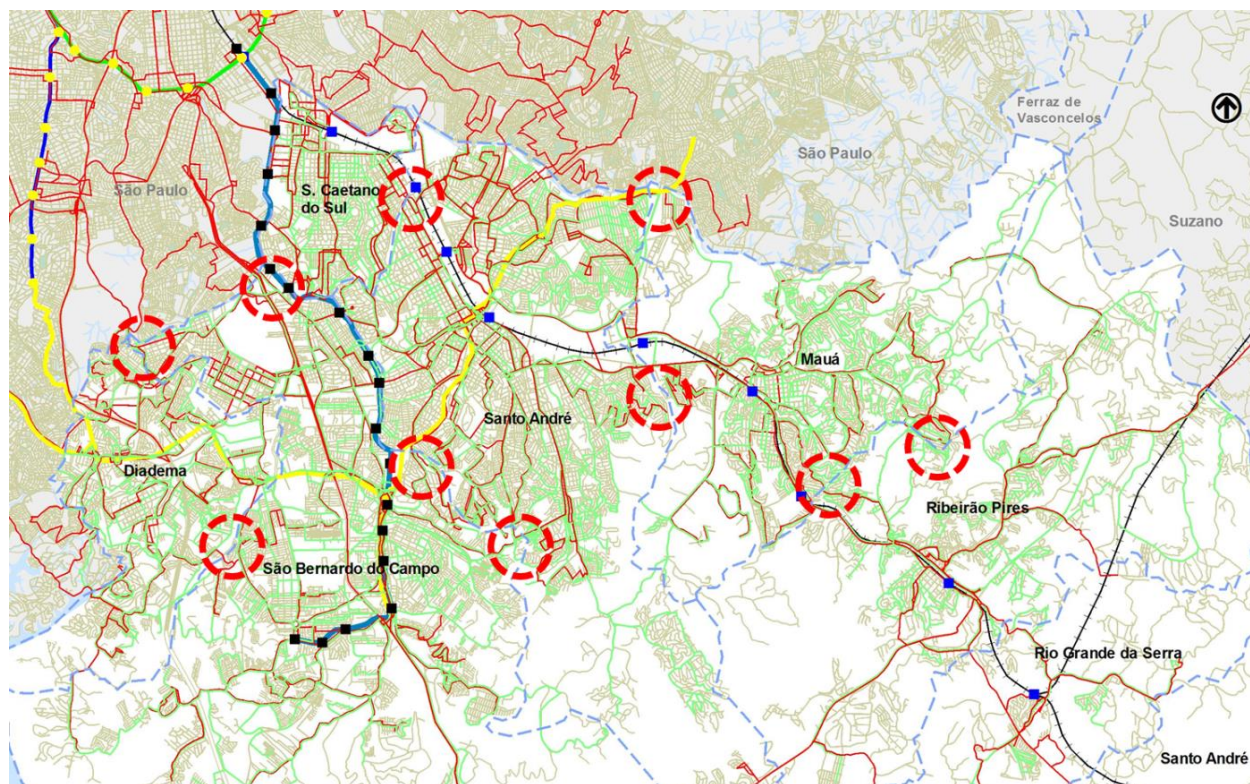 Ferraz de
Vasconcelos
São Paulo
São Paulo
S. Caetano
do Sul
Suzano
Mauá
Santo André
Diadema
Ribeirão Pires
São Bernardo do Campo
Rio Grande da Serra
Santo André